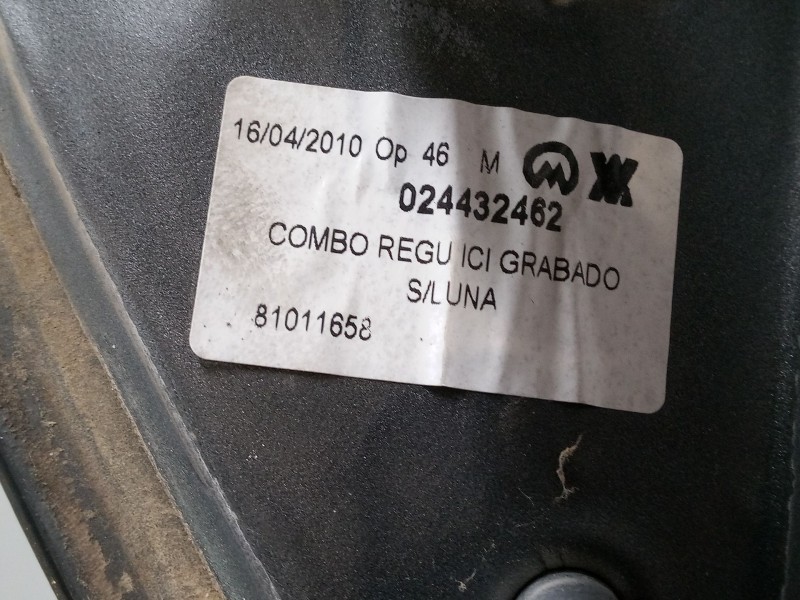 16/04/2010 Op 46 M
024432462
COMBO REGU ICI GRABADO
S/LUNA
81011658